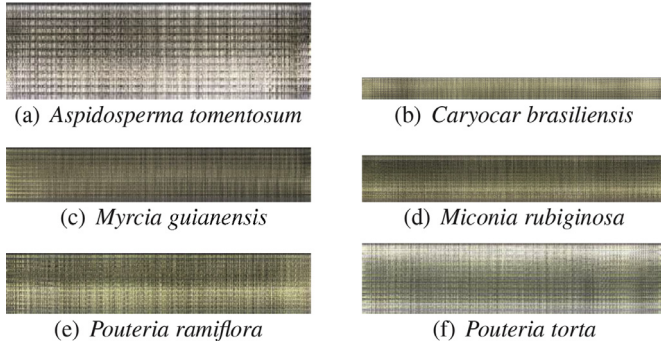 (a) Aspidosperma tomentosum
(b) Caryocar brasiliensis
(c) Myrcia guianensis
(d) Miconia rubiginosa
(e) Pouteria ramiflora
(f) Pouteria torta